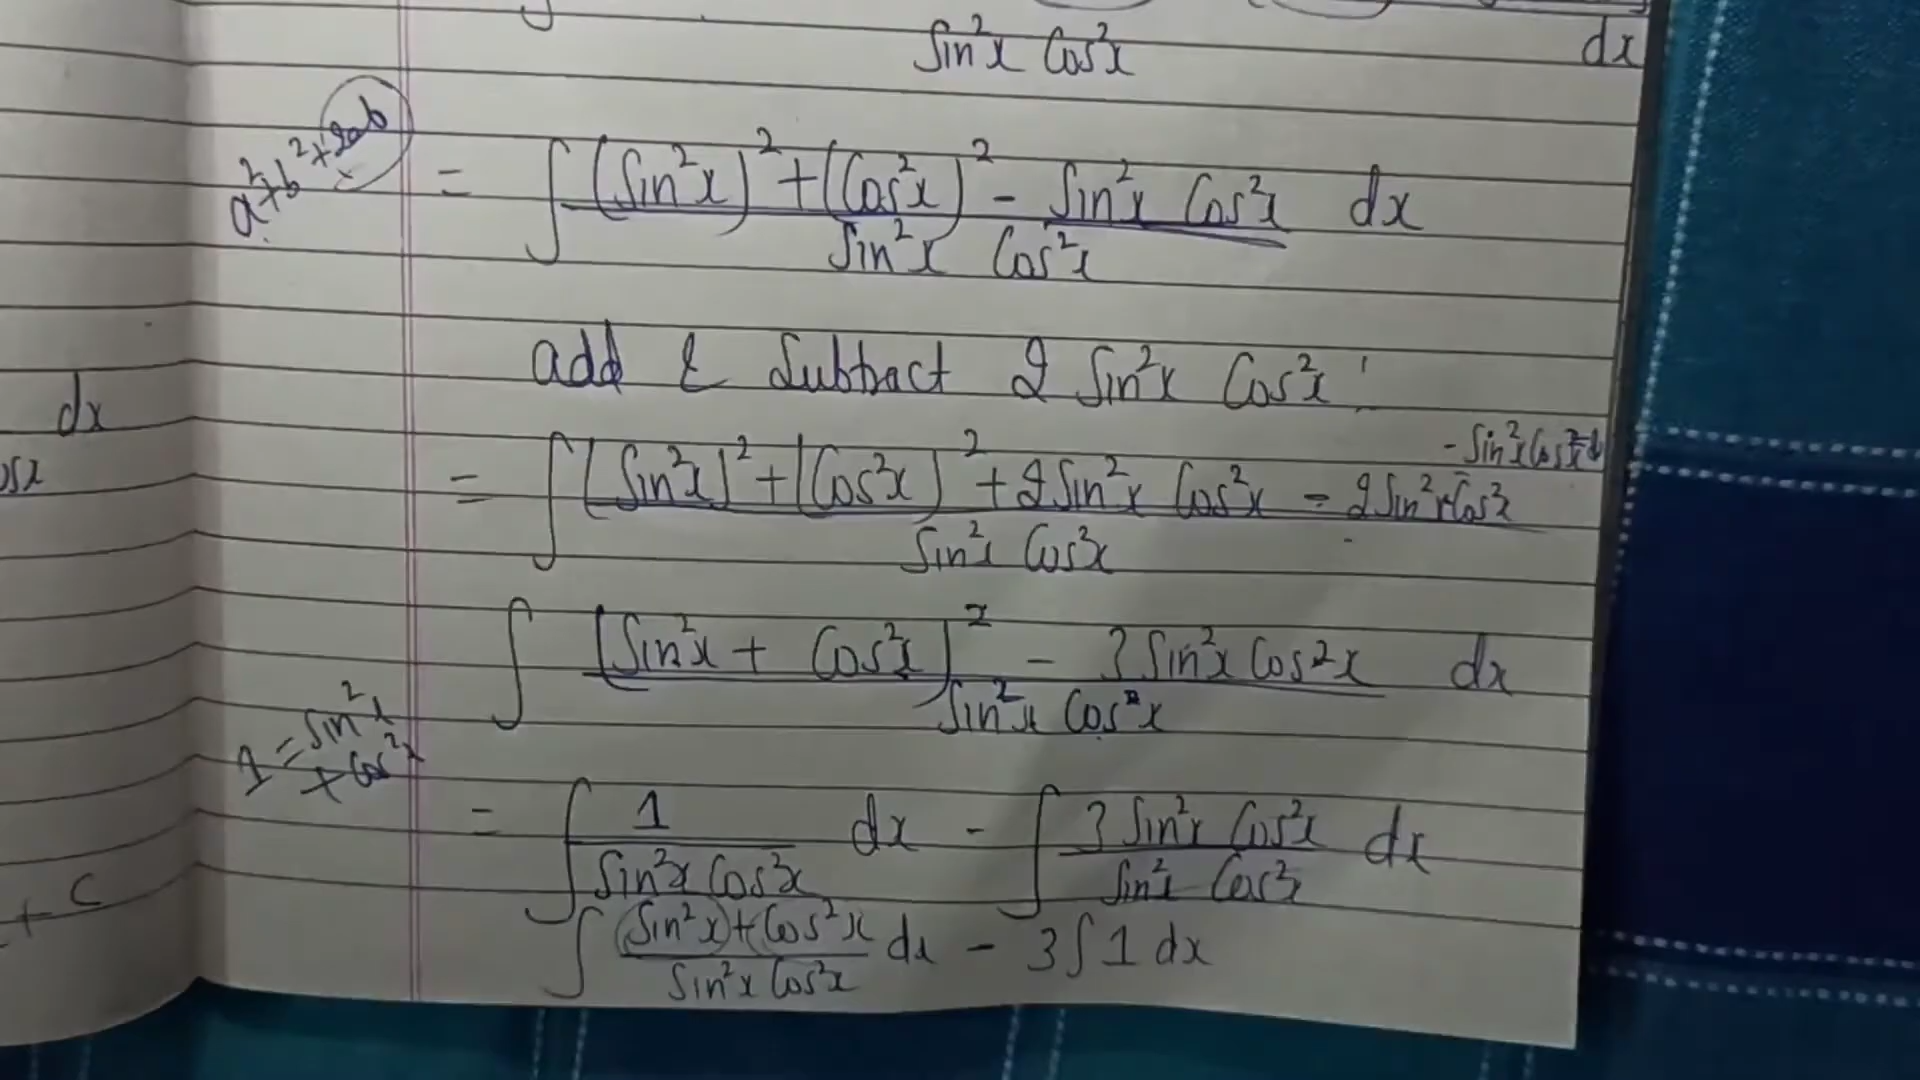 sin²x cos²x dx
a²+b²+2ab
= ∫ (sin²x)² + (cos²x)² - sin²x cos²x dx
sin²x cos²x
add & subtract 2 sin²x cos²x
dx
- sin²x cos²x
= ∫ (sin²x)² + (cos²x)² + 2 sin²x cos²x - 2 sin²x cos²x
sin²x cos²x
∫ (sin²x + cos²x)² - 3 sin²x cos²x dx
sin²x cos²x
1 = sin²x
+ cos²x
= ∫ 1 dx - ∫ 3 sin²x cos²x dx
sin²x cos²x sin²x cos²x
+ c
∫ (sin²x) + cos²x dx - 3 ∫ 1 dx
sin²x cos²x